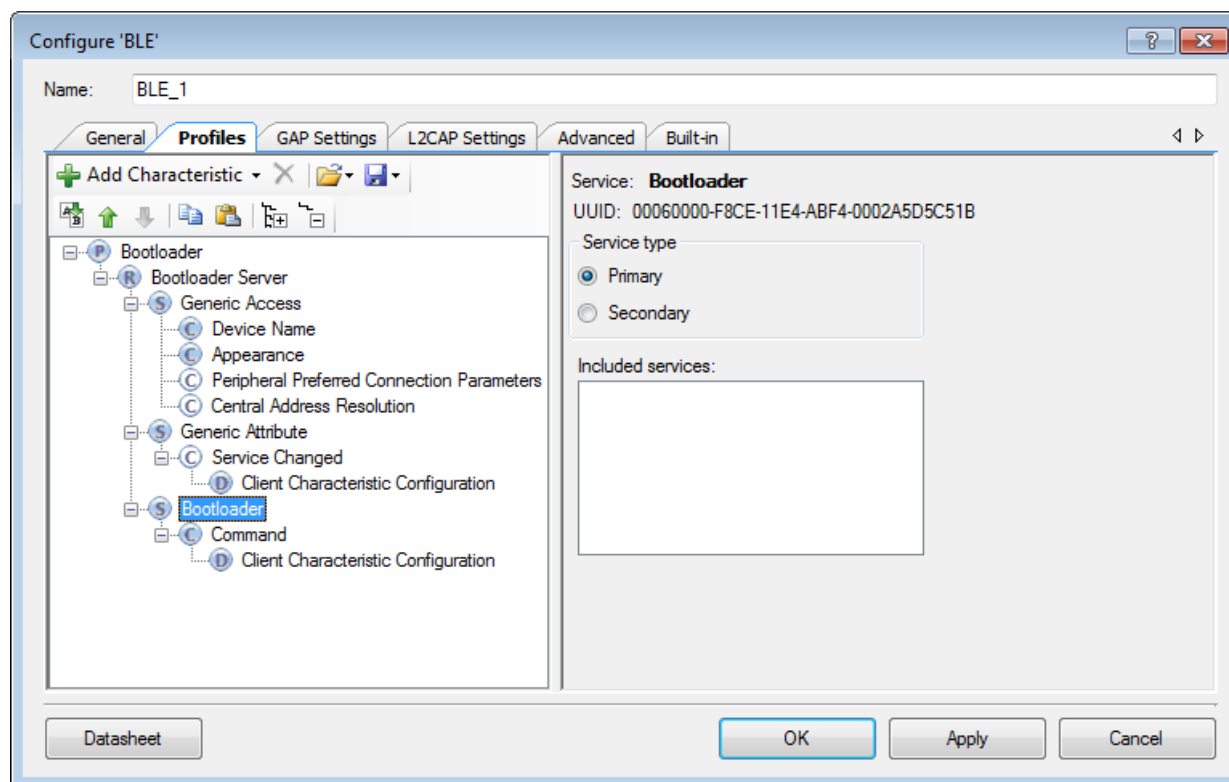 Configure 'BLE'
Name: BLE_1
General Profiles GAP Settings L2CAP Settings Advanced Built-in
Add Characteristic
P Bootloader
R Bootloader Server
S Generic Access
C Device Name
C Appearance
C Peripheral Preferred Connection Parameters
C Central Address Resolution
S Generic Attribute
C Service Changed
D Client Characteristic Configuration
S Bootloader
C Command
D Client Characteristic Configuration
Service: Bootloader
UUID: 00060000-F8CE-11E4-ABF4-0002A5D5C51B
Service type
Primary
Secondary
Included services:
Datasheet OK Apply Cancel